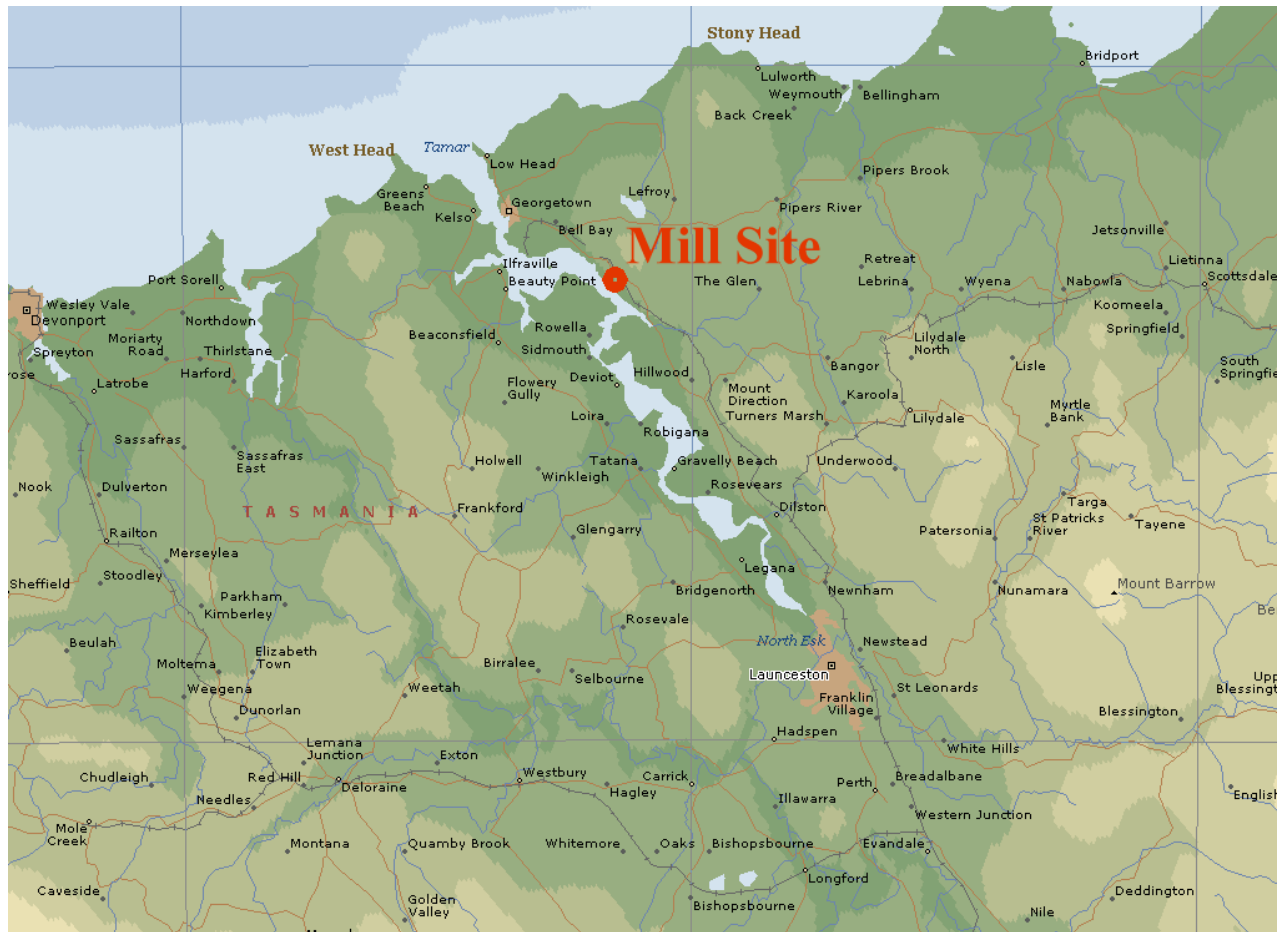 Stony Head
Bridport
Lulworth
Weymouth
Bellingham
Back Creek
West Head
Tamar
Low Head
Pipers Brook
Greens
Beach
Lefroy
Georgetown
Kelso
Pipers River
Bell Bay
Jetsonville
Mill Site
Ilfraville
Retreat
Lietinna
Port Sorell
Beauty Point
The Glen
Lebrina
Wyena
Nabowla
Scottsdale
Wesley Vale
Koomeela
Devonport
Northdown
Rowella
Springfield
Moriarty
Road
Beaconsfield
Lilydale
North
Spreyton
Thirlstane
Sidmouth
Bangor
Lisle
South
Springfie
rose
Harford
Deviot
Hillwood
Latrobe
Flowery
Gully
Mount
Direction
Karoola
Myrtle
Bank
Loira
Turners Marsh
Lilydale
Robigana
Sassafras
Sassafras
East
Holwell
Tatana
Gravelly Beach
Underwood
Winkleigh
Nook
Dulverton
Rosevears
Targa
TASMANIA
Frankford
Dilston
St Patricks
River
Tayene
Railton
Glengarry
Patersonia
Merseylea
Legana
Sheffield
Stoodley
Bridgenorth
Newnham
Nunamara
Mount Barrow
Parkham
Kimberley
Be
Rosevale
Beulah
Elizabeth
Town
North Esk
Newstead
Moltema
Birralee
Selbourne
Launceston
Upp
Blessing
Weegena
Weetah
St Leonards
Franklin
Village
Dunorlan
Blessington
Hadspen
Lemana
Junction
Exton
White Hills
Chudleigh
Red Hill
Westbury
Carrick
Perth
Breadalbane
Deloraine
Hagley
English
Needles
Illawarra
Western Junction
Mole
Creek
Montana
Quamby Brook
Whitemore
Oaks
Bishopsbourne
Evandale
Longford
Caveside
Deddington
Golden
Valley
Bishopsbourne
Nile